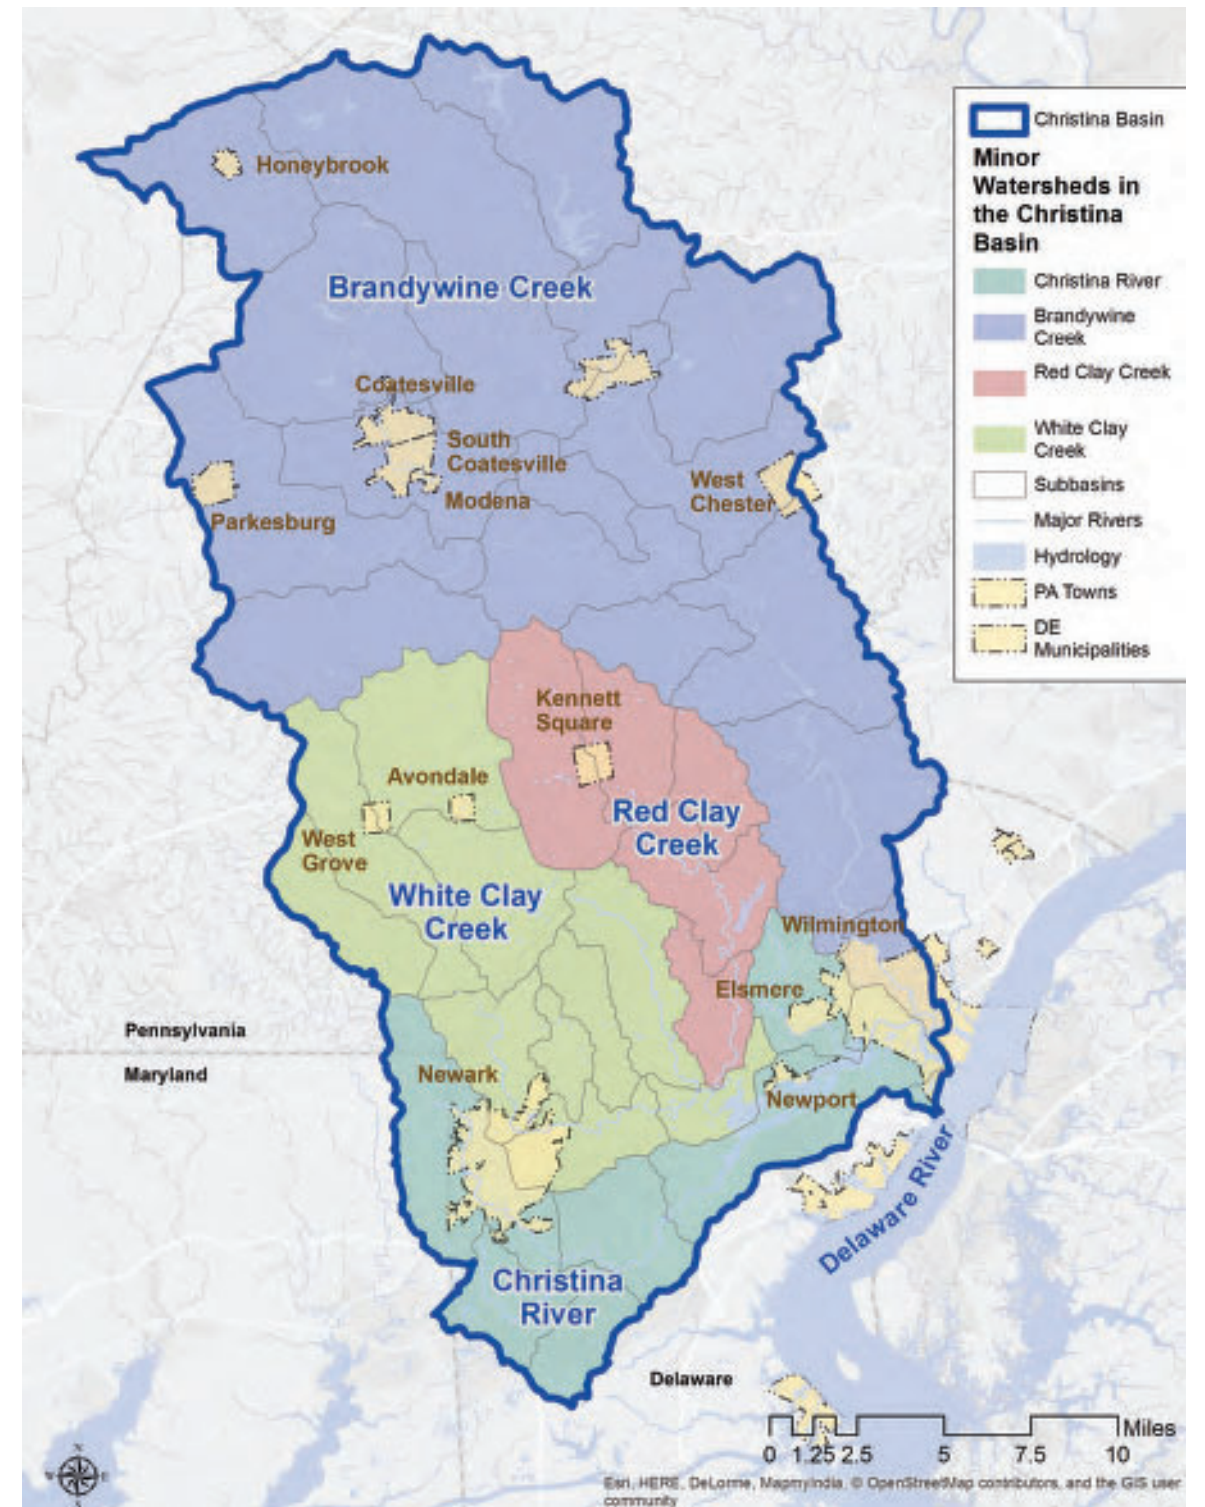 Honeybrook
Brandywine Creek
Coatesville
South
Coatesville
Modena
West
Chester
Parkesburg
Kennett
Square
Avondale
West
Grove
Red Clay
Creek
White Clay
Creek
Wilmington
Elsmere
Newport
Newark
Christina
River
Pennsylvania
Maryland
Delaware
Delaware River
Christina Basin
Minor
Watersheds in
the Christina
Basin
Christina River
Brandywine
Creek
Red Clay Creek
White Clay
Creek
Subbasins
Major Rivers
Hydrology
PA Towns
DE
Municipalities
Miles
0 1.25 2.5 5 7.5 10
N
W E
S
Esri, HERE, DeLorme, MapmyIndia, © OpenStreetMap contributors, and the GIS user
community